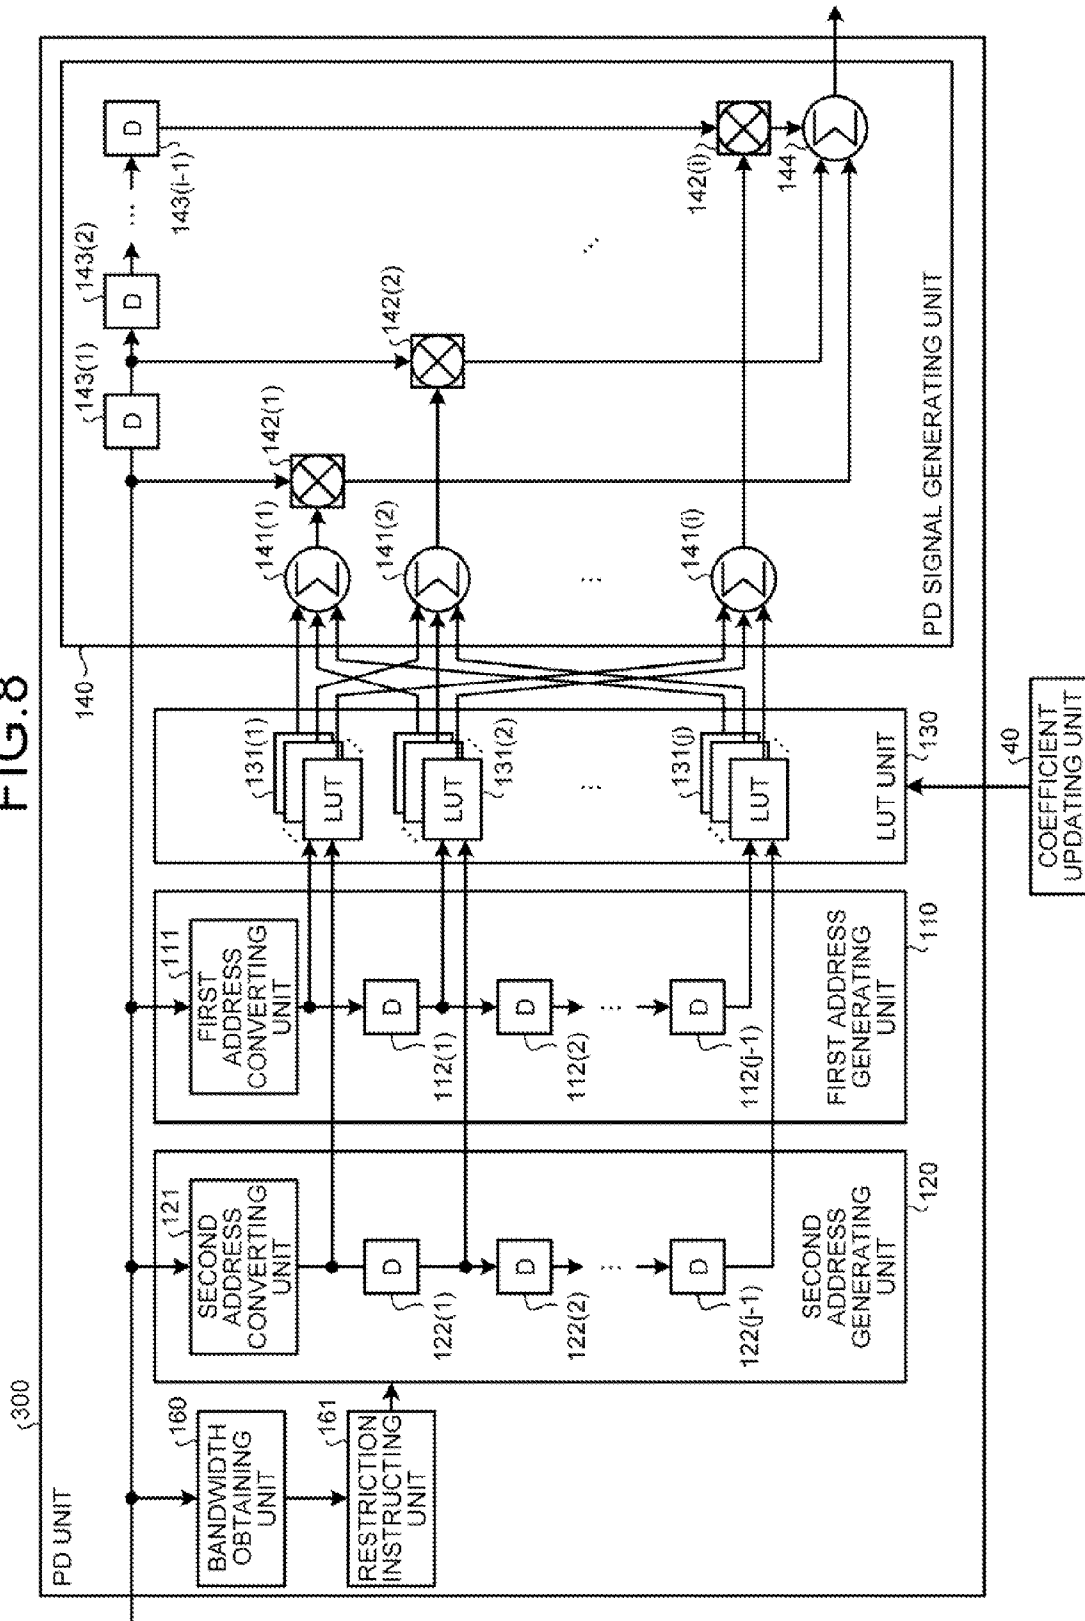 FIG.8
300
PD UNIT
160
BANDWIDTH
OBTAINING
UNIT
161
RESTRICTION
INSTRUCTING
UNIT
121
SECOND
ADDRESS
CONVERTING
UNIT
D
122(1)
D
122(2)
...
D
122(j-1)
SECOND
ADDRESS
GENERATING
UNIT
120
111
FIRST
ADDRESS
CONVERTING
UNIT
D
112(1)
D
112(2)
...
D
112(j-1)
FIRST ADDRESS
GENERATING
UNIT
110
131(1)
LUT
131(2)
LUT
...
131(j)
LUT
LUT UNIT
130
40
COEFFICIENT
UPDATING UNIT
140
143(1)
D
143(2)
D
...
D
143(i-1)
141(1)
Σ
142(1)
141(2)
Σ
142(2)
...
...
141(i)
Σ
142(i)
144
Σ
PD SIGNAL GENERATING UNIT